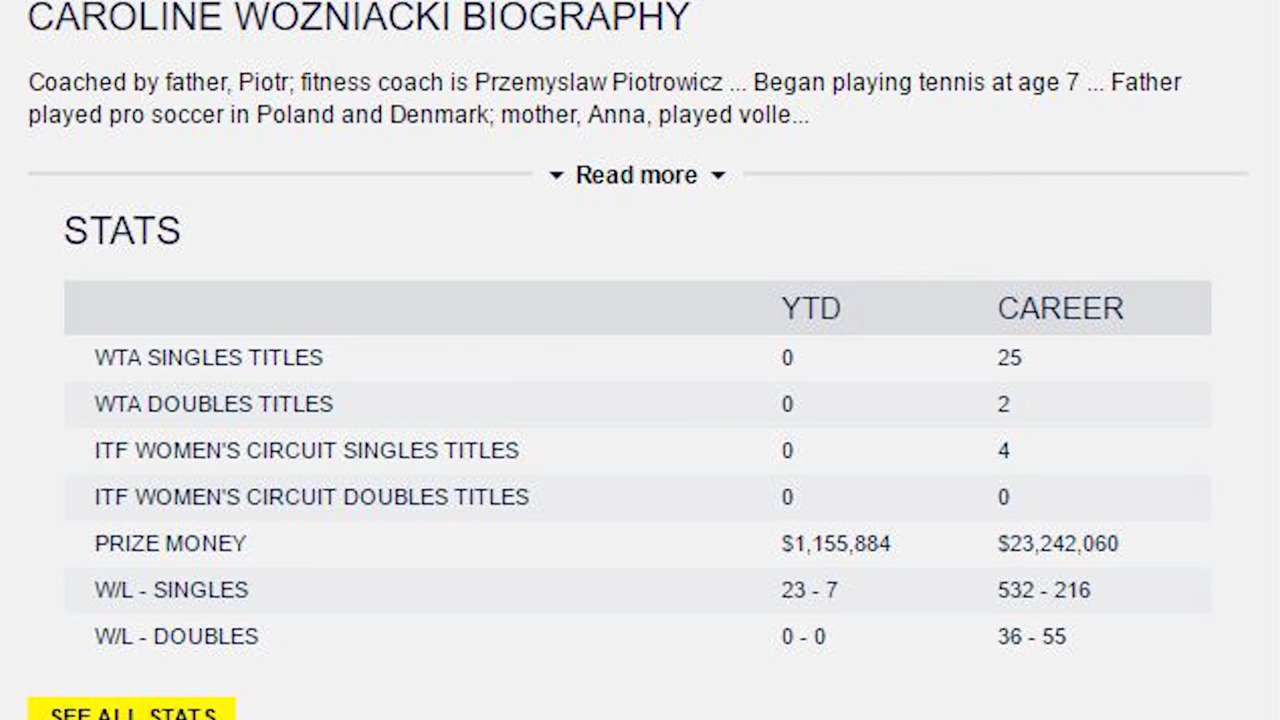 CAROLINE WOZNIACKI BIOGRAPHY
Coached by father, Piotr; fitness coach is Przemyslaw Piotrowicz ... Began playing tennis at age 7 ... Father
played pro soccer in Poland and Denmark; mother, Anna, played volle...
Read more
STATS
YTD CAREER
WTA SINGLES TITLES 0 25
WTA DOUBLES TITLES 0 2
ITF WOMEN'S CIRCUIT SINGLES TITLES 0 4
ITF WOMEN'S CIRCUIT DOUBLES TITLES 0 0
PRIZE MONEY $1,155,884 $23,242,060
W/L - SINGLES 23 - 7 532 - 216
W/L - DOUBLES 0 - 0 36 - 55
SEE ALL STATS